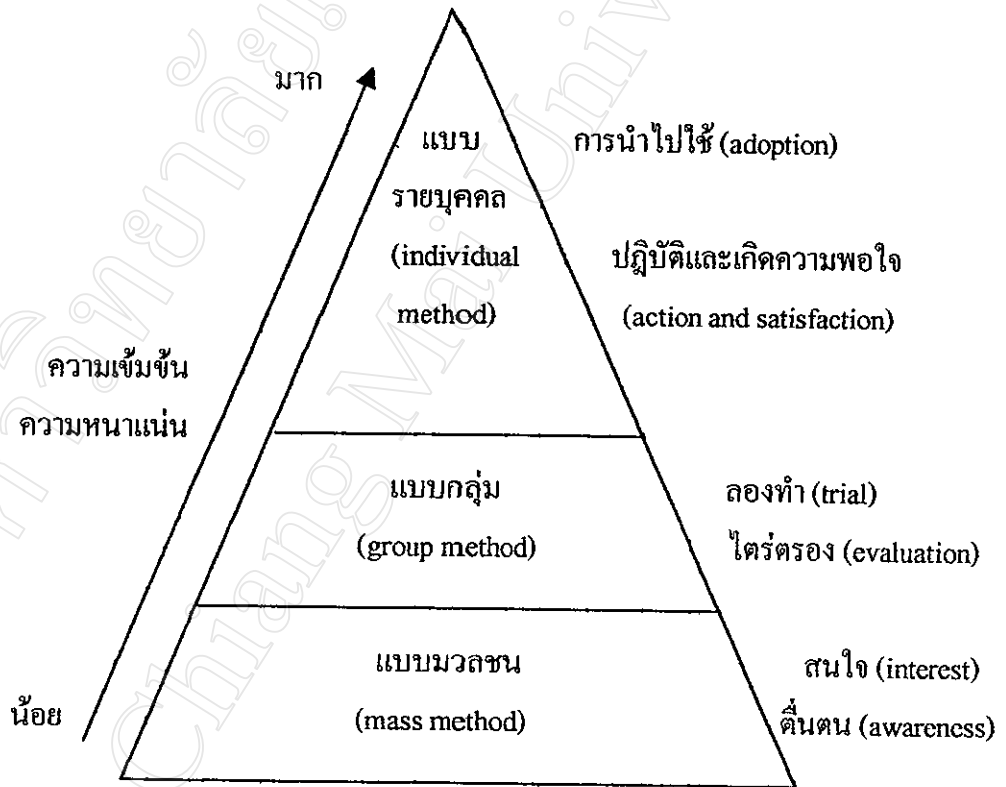 มาก
แบบ
การนำไปใช้ (adoption)
รายบุคคล
(individual
ปฎิบัติและเกิดความพอใจ
method)
(action and satisfaction)
ความเข้มข้น
ความหนาแน่น
แบบกลุ่ม
ลองทำ (trial)
(group method)
ไตร่ตรอง (evaluation)
แบบมวลชน
สนใจ (interest)
น้อย
(mass method)
ตื่นตน (awareness)
Chiang Mai Univ